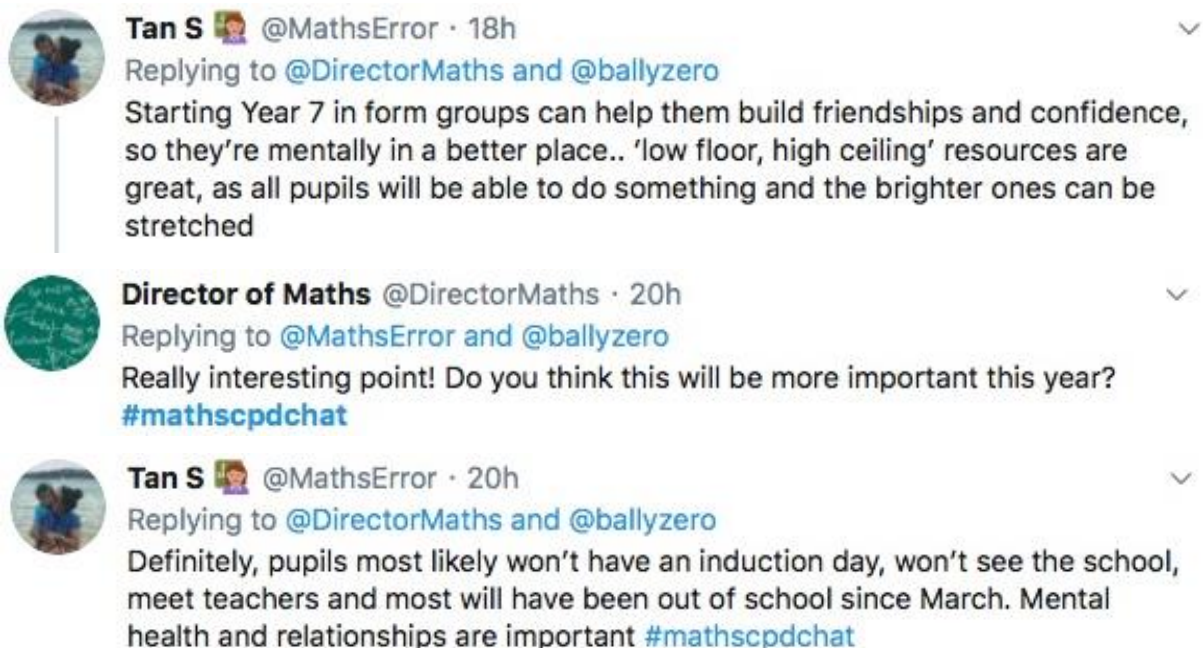 Tan S @MathsError · 18h
Replying to @DirectorMaths and @ballyzero
Starting Year 7 in form groups can help them build friendships and confidence,
so they're mentally in a better place.. 'low floor, high ceiling' resources are
great, as all pupils will be able to do something and the brighter ones can be
stretched
Director of Maths @DirectorMaths · 20h
Replying to @MathsError and @ballyzero
Really interesting point! Do you think this will be more important this year?
#mathscpdchat
Tan S @MathsError · 20h
Replying to @DirectorMaths and @ballyzero
Definitely, pupils most likely won't have an induction day, won't see the school,
meet teachers and most will have been out of school since March. Mental
health and relationships are important #mathscpdchat